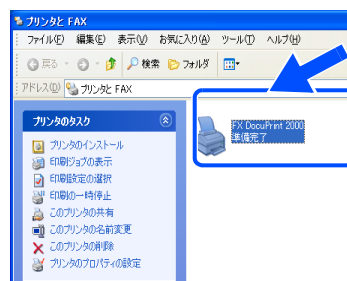 プリンタと FAX
ファイル(F) 編集(E) 表示(V) お気に入り(A) ツール(T) ヘルプ(H)
戻る 検索 フォルダ
アドレス(D) プリンタと FAX
プリンタのタスク
プリンタのインストール
印刷ジョブの表示
印刷設定の選択
印刷の一時停止
このプリンタの共有
このプリンタの名前変更
このプリンタの削除
プリンタのプロパティの設定
FX DocuPrint 2000
準備完了